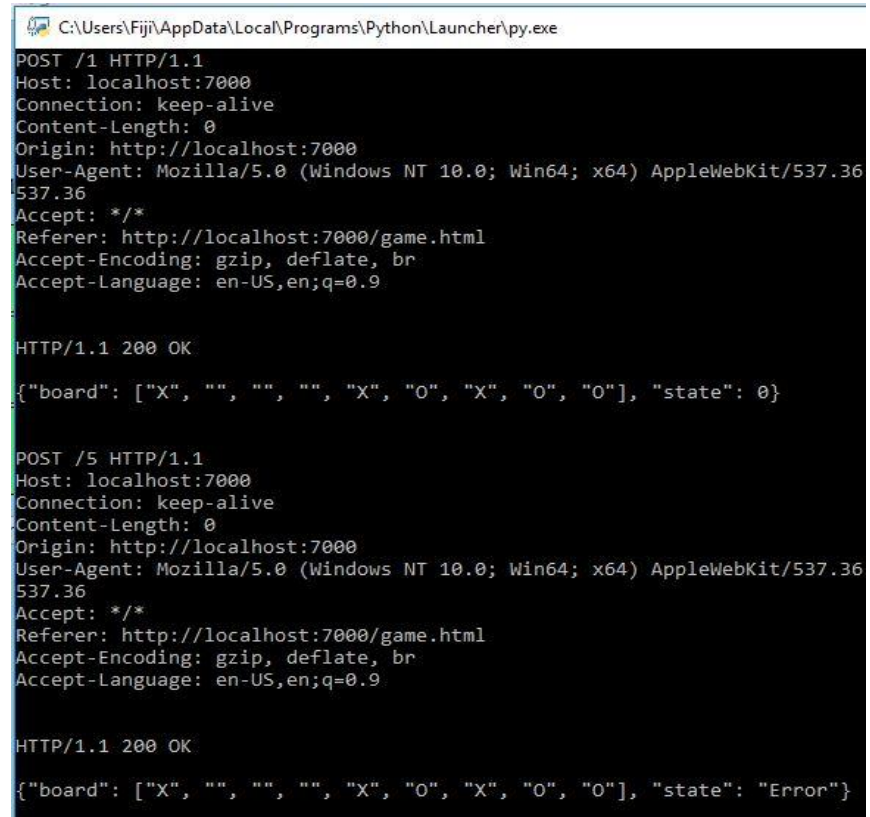 C:\Users\Fiji\AppData\Local\Programs\Python\Launcher\py.exe
POST /1 HTTP/1.1
Host: localhost:7000
Connection: keep-alive
Content-Length: 0
Origin: http://localhost:7000
User-Agent: Mozilla/5.0 (Windows NT 10.0; Win64; x64) AppleWebKit/537.36
537.36
Accept: */*
Referer: http://localhost:7000/game.html
Accept-Encoding: gzip, deflate, br
Accept-Language: en-US,en;q=0.9
HTTP/1.1 200 OK
{"board": ["X", "", "", "", "X", "O", "X", "O", "O"], "state": 0}
POST /5 HTTP/1.1
Host: localhost:7000
Connection: keep-alive
Content-Length: 0
Origin: http://localhost:7000
User-Agent: Mozilla/5.0 (Windows NT 10.0; Win64; x64) AppleWebKit/537.36
537.36
Accept: */*
Referer: http://localhost:7000/game.html
Accept-Encoding: gzip, deflate, br
Accept-Language: en-US,en;q=0.9
HTTP/1.1 200 OK
{"board": ["X", "", "", "", "X", "O", "X", "O", "O"], "state": "Error"}